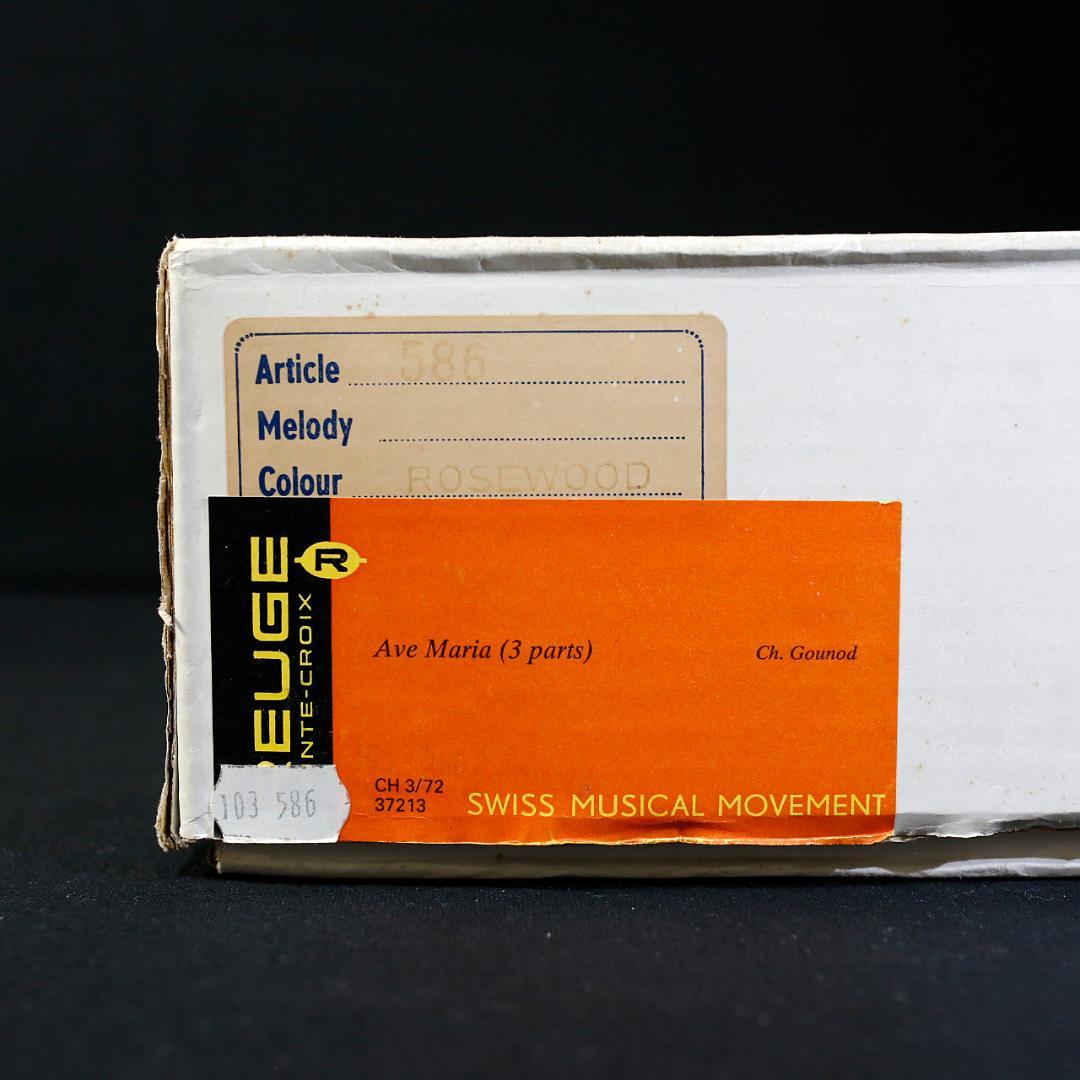 Article 586
Melody
Colour ROSEWOOD
REUGE
NTE-CROIX
R
Ave Maria (3 parts)
Ch. Gounod
CH 3/72
37213
SWISS MUSICAL MOVEMENT
103 586